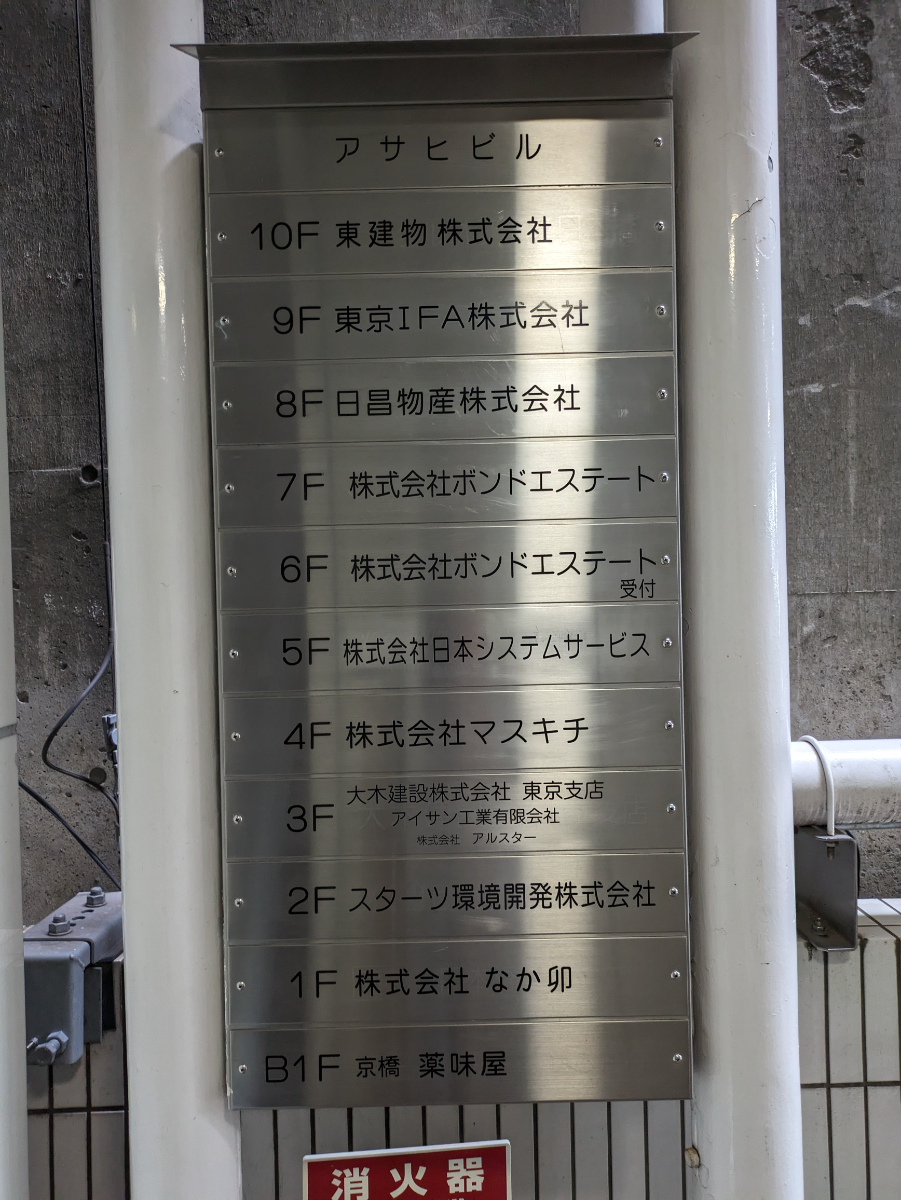 アサヒビル
10F 東建物 株式会社
9F 東京IFA株式会社
8F 日昌物産株式会社
7F 株式会社ボンドエステート
6F 株式会社ボンドエステート
受付
5F 株式会社日本システムサービス
4F 株式会社マスキチ
大木建設株式会社 東京支店
3F アイサン工業有限会社
株式会社 アルスター
2F スターツ環境開発株式会社
1F 株式会社 なか卯
B1F 京橋 薬味屋
消火器